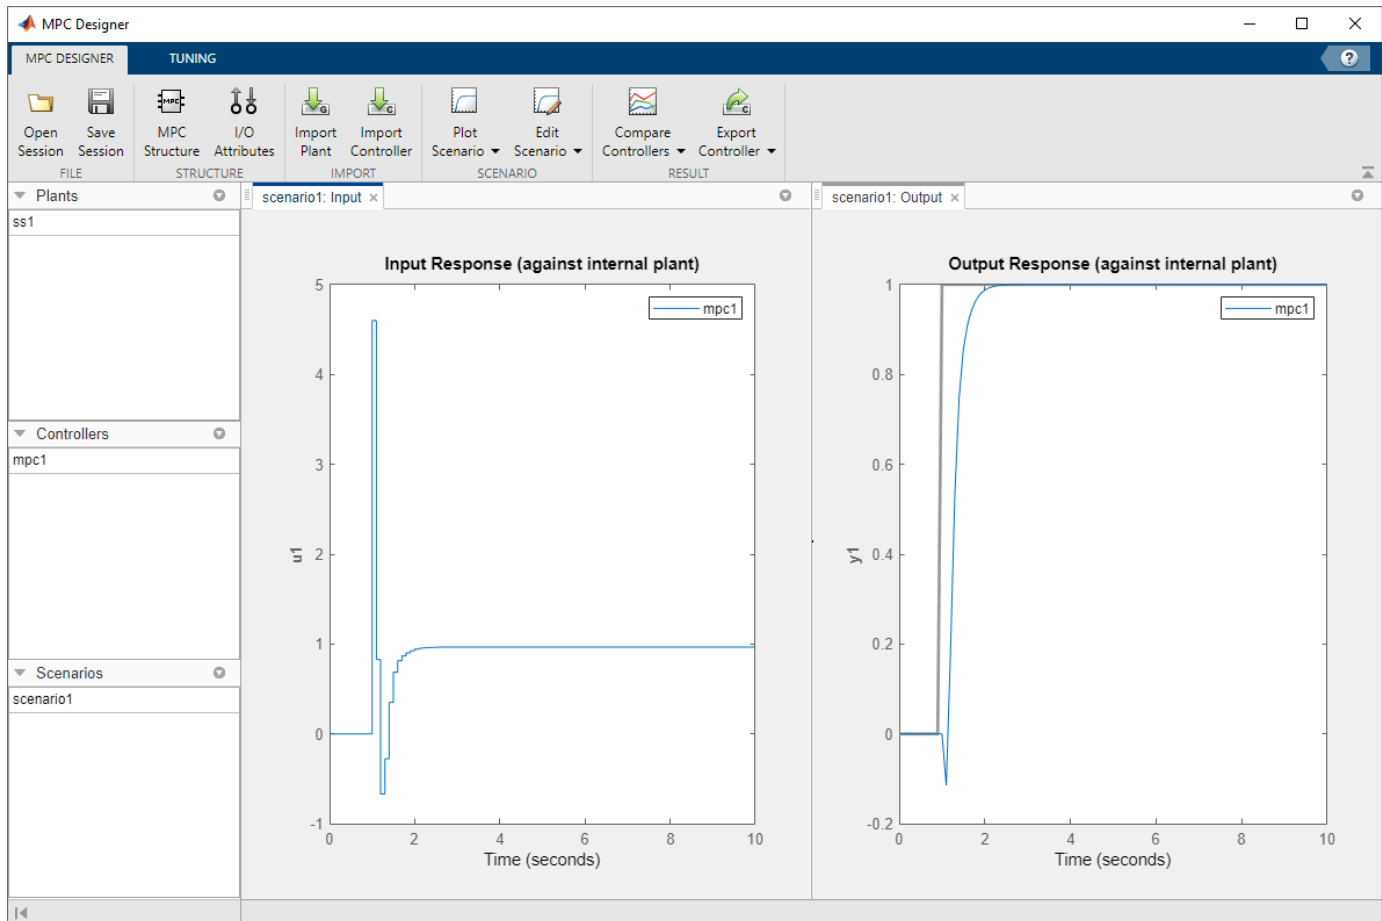 MPC Designer
MPC DESIGNER TUNING
?
MPC G C C
Open Save MPC I/O Import Import Plot Edit Compare Export
Session Session Structure Attributes Plant Controller Scenario Scenario Controllers Controller
FILE STRUCTURE IMPORT SCENARIO RESULT
Plants
ss1
Controllers
mpc1
Scenarios
scenario1
scenario1: Input ×
Input Response (against internal plant)
mpc1
5
4
3
2
1
0
-1
u1
0 2 4 6 8 10
Time (seconds)
scenario1: Output ×
Output Response (against internal plant)
mpc1
1
0.8
0.6
0.4
0.2
0
-0.2
y1
0 2 4 6 8 10
Time (seconds)